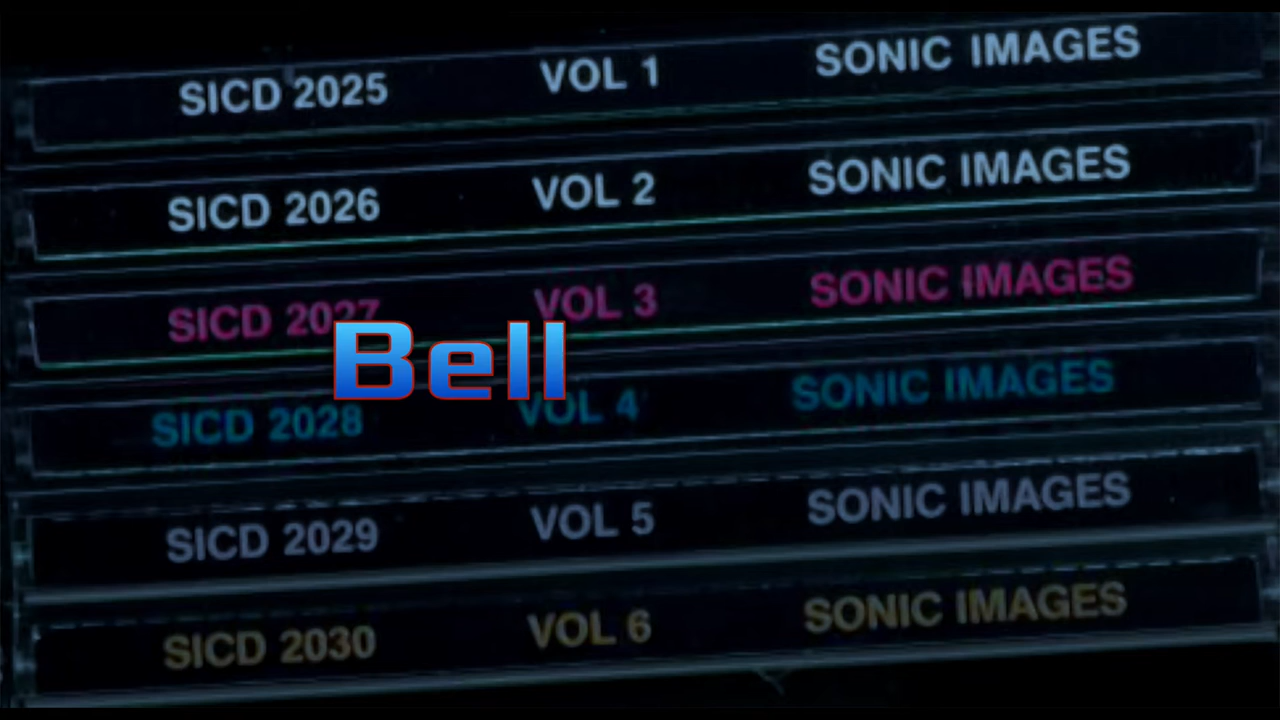 SICD 2025 VOL 1 SONIC IMAGES
SICD 2026 VOL 2 SONIC IMAGES
SICD 2027 VOL 3 SONIC IMAGES
Bell
SICD 2028 VOL 4 SONIC IMAGES
SICD 2029 VOL 5 SONIC IMAGES
SICD 2030 VOL 6 SONIC IMAGES